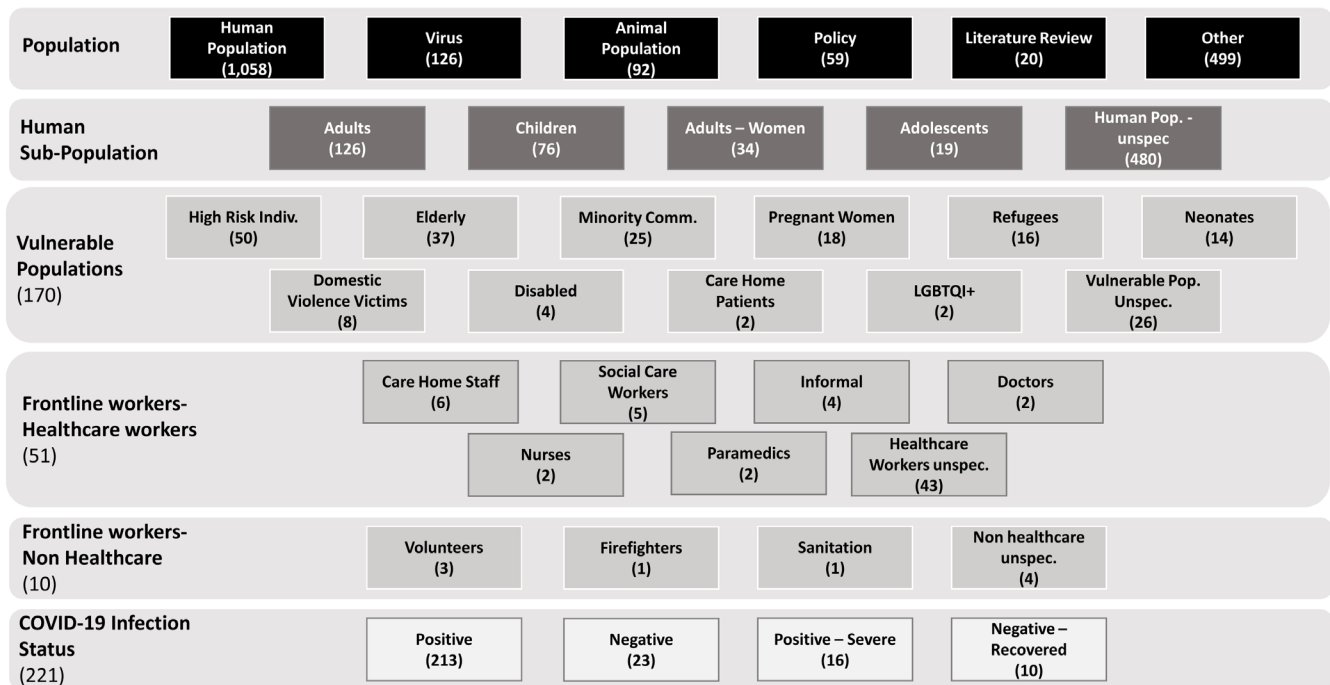 Population
Human
Population
(1,058)
Virus
(126)
Animal
Population
(92)
Policy
(59)
Literature Review
(20)
Other
(499)
Human
Sub-Population
Adults
(126)
Children
(76)
Adults – Women
(34)
Adolescents
(19)
Human Pop. -
unspec
(480)
Vulnerable
Populations
(170)
High Risk Indiv.
(50)
Elderly
(37)
Minority Comm.
(25)
Pregnant Women
(18)
Refugees
(16)
Neonates
(14)
Domestic
Violence Victims
(8)
Disabled
(4)
Care Home
Patients
(2)
LGBTQI+
(2)
Vulnerable Pop.
Unspec.
(26)
Frontline workers-
Healthcare workers
(51)
Care Home Staff
(6)
Social Care
Workers
(5)
Informal
(4)
Doctors
(2)
Nurses
(2)
Paramedics
(2)
Healthcare
Workers unspec.
(43)
Frontline workers-
Non Healthcare
(10)
Volunteers
(3)
Firefighters
(1)
Sanitation
(1)
Non healthcare
unspec.
(4)
COVID-19 Infection
Status
(221)
Positive
(213)
Negative
(23)
Positive – Severe
(16)
Negative –
Recovered
(10)